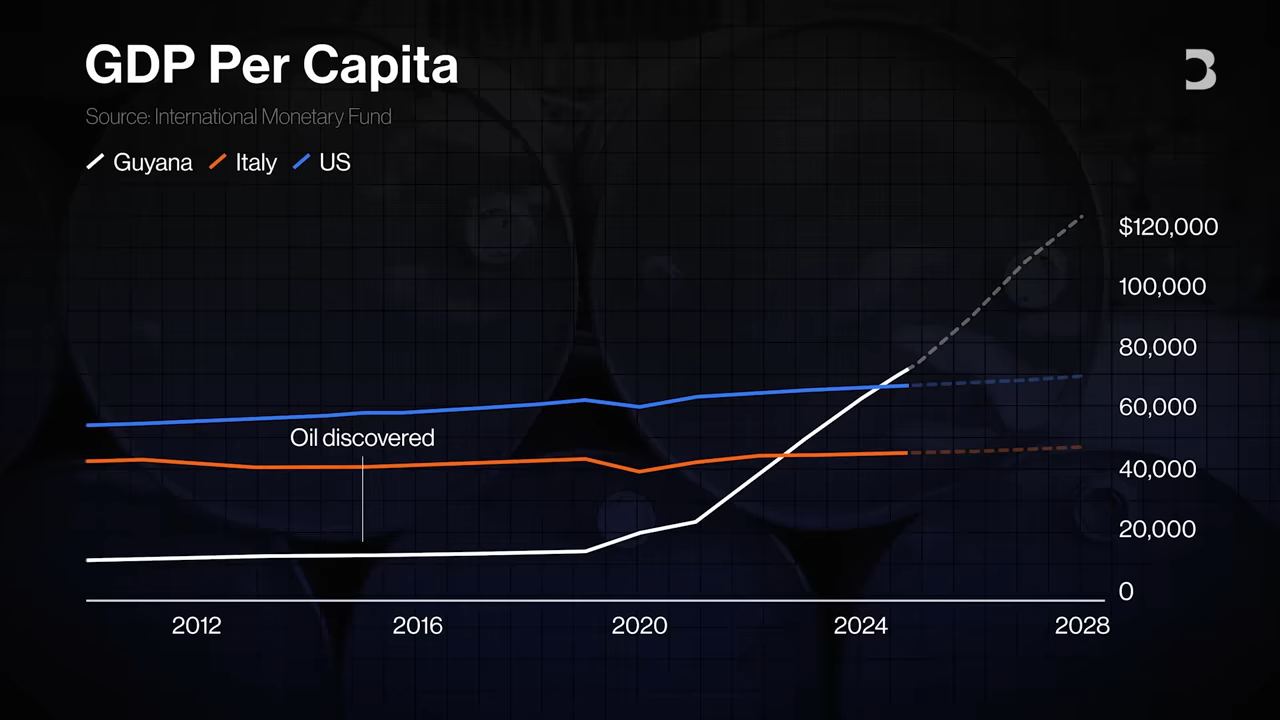 GDP Per Capita
Source: International Monetary Fund
Guyana Italy US
$120,000
100,000
80,000
60,000
Oil discovered
40,000
20,000
0
2012 2016 2020 2024 2028